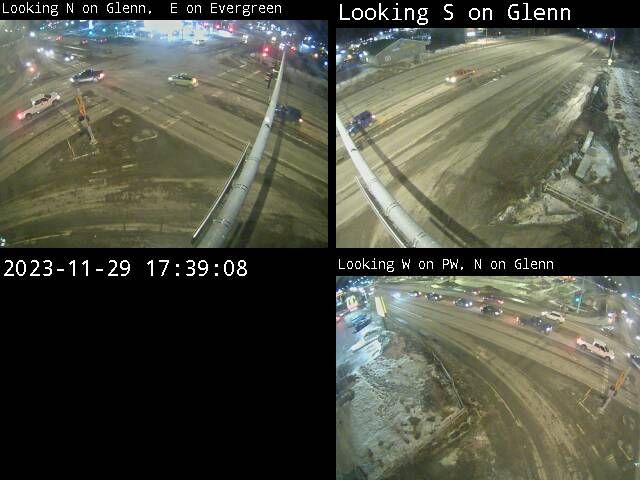 Looking N on Glenn,  E on Evergreen
Looking S on Glenn
2023-11-29 17:39:08
Looking W on PW, N on Glenn